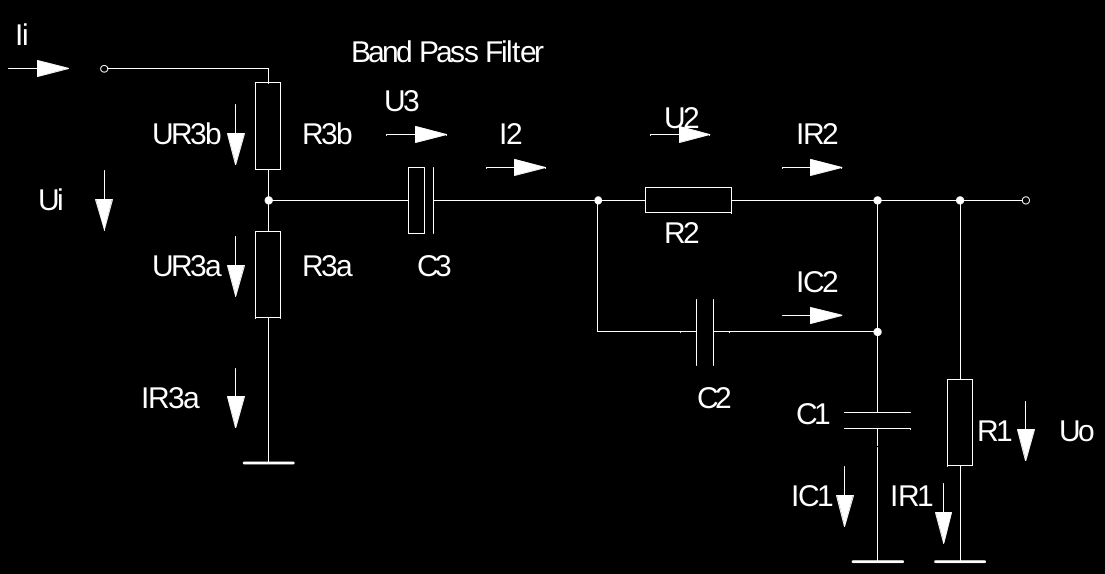 Ii
Band Pass Filter
U3
U2
UR3b
R3b
I2
IR2
Ui
R2
UR3a
R3a
C3
IC2
IR3a
C2
C1
R1
Uo
IC1
IR1